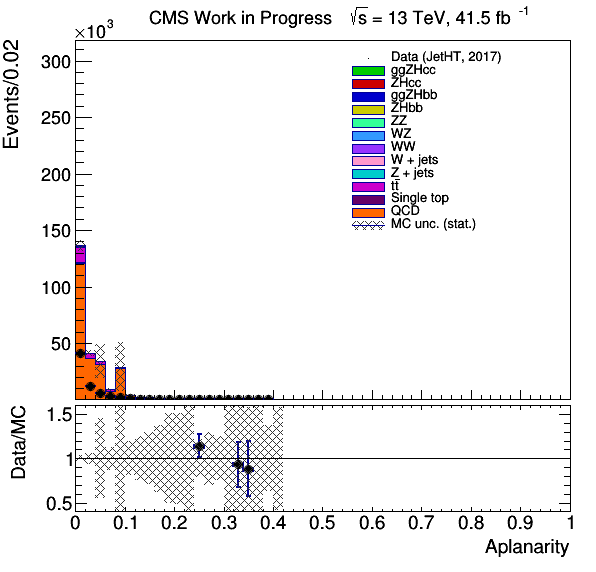 CMS Work in Progress √s = 13 TeV, 41.5 fb⁻¹
×10³
Events/0.02
300
250
200
150
100
50
Data (JetHT, 2017)
ggZHcc
ZHcc
ggZHbb
ZHbb
ZZ
WZ
WW
W + jets
Z + jets
tt̄
Single top
QCD
MC unc. (stat.)
Data/MC
1.5
1
0.5
0 0.1 0.2 0.3 0.4 0.5 0.6 0.7 0.8 0.9 1
Aplanarity